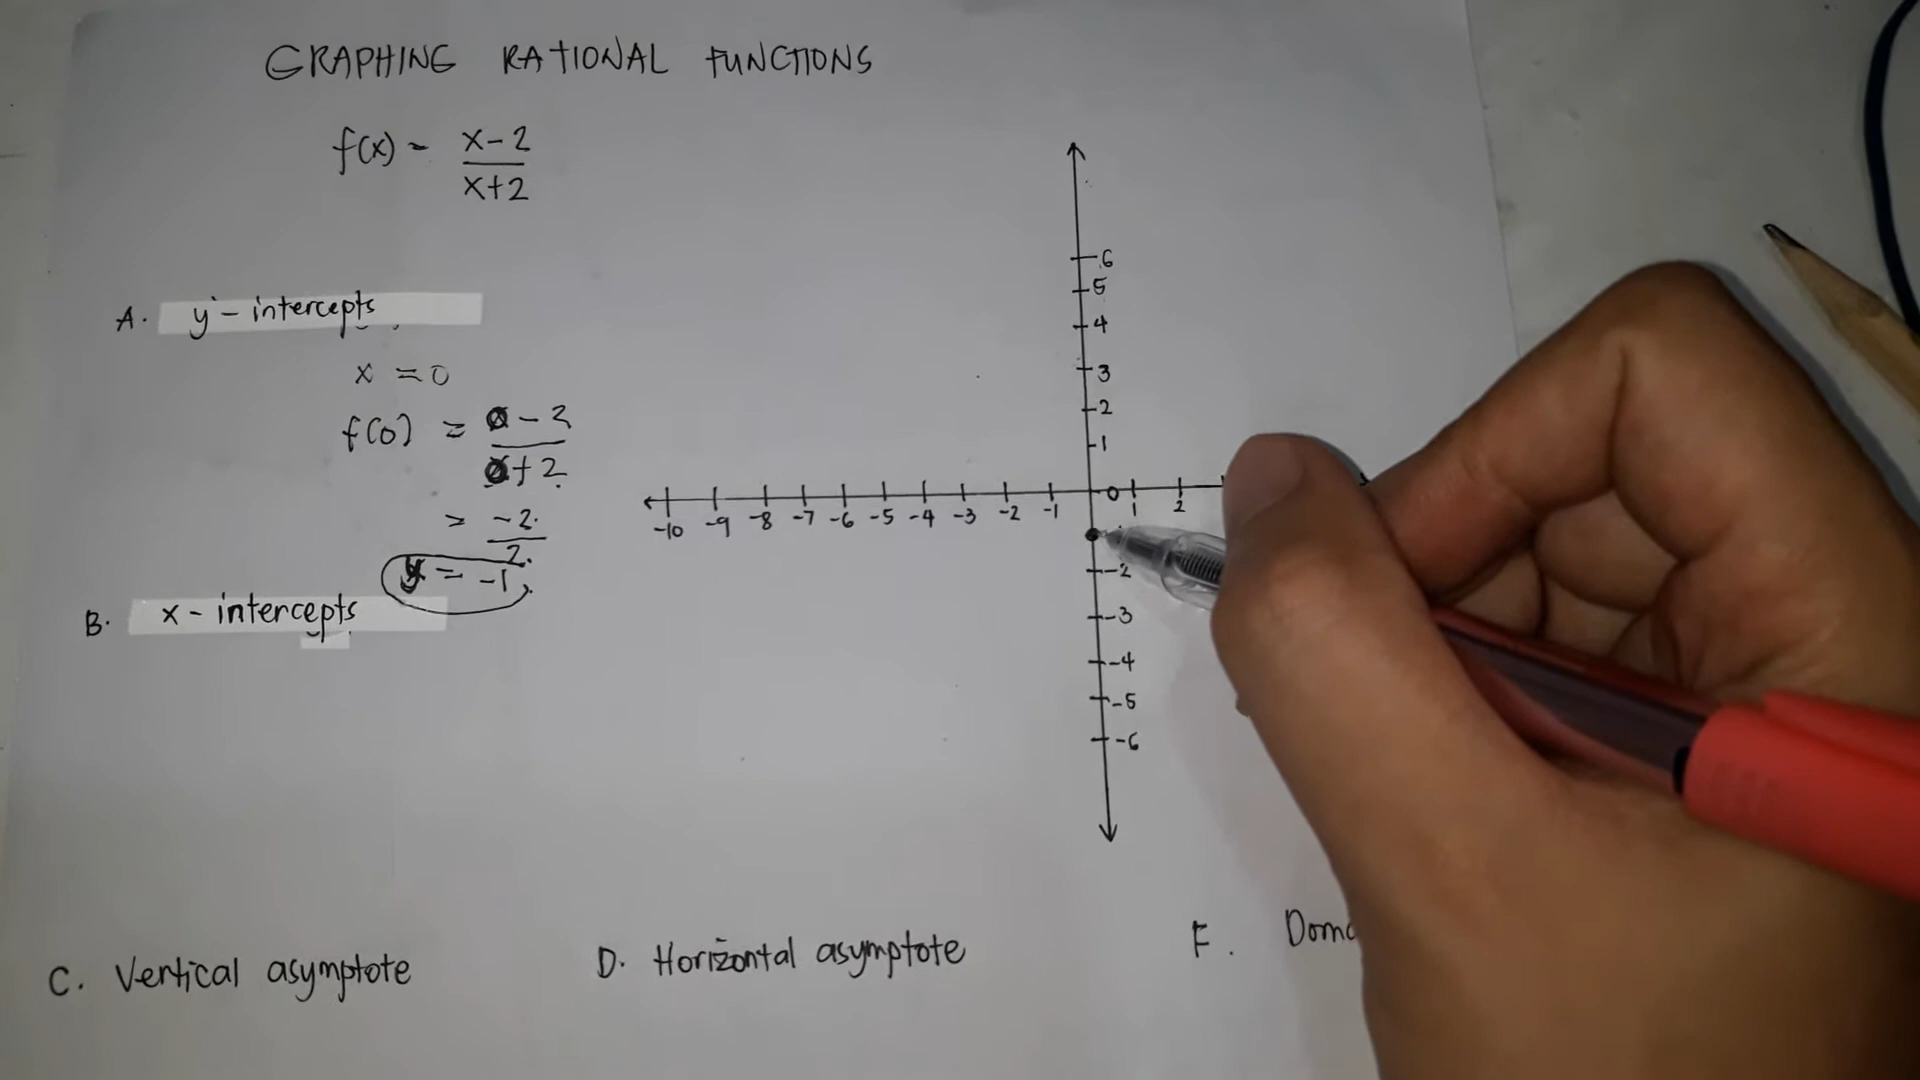 GRAPHING RATIONAL FUNCTIONS
f(x) = x-2
x+2
A. y - intercepts
x = 0
f(0) = 0 - 2
0 + 2
= -2
2
y = -1
B. x - intercepts
6
5
4
3
2
1
-10 -9 -8 -7 -6 -5 -4 -3 -2 -1 0 1 2
-2
-3
-4
-5
-6
C. Vertical asymptote
D. Horizontal asymptote
F.